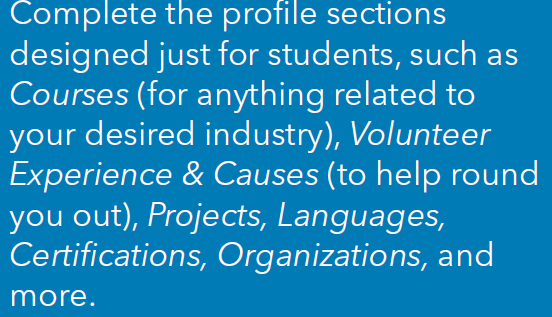 Complete the profile sections
designed just for students, such as
Courses (for anything related to
your desired industry), Volunteer
Experience & Causes (to help round
you out), Projects, Languages,
Certifications, Organizations, and
more.